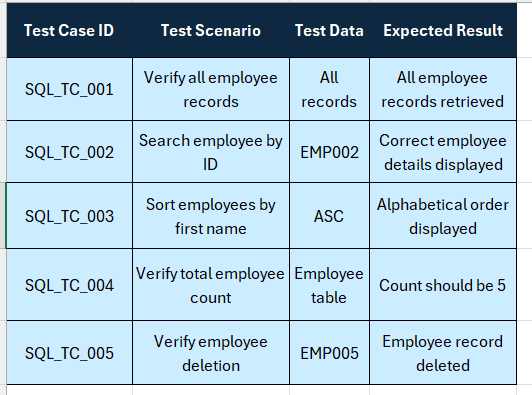 Test Case ID Test Scenario Test Data Expected Result
SQL_TC_001 Verify all employee records All records All employee records retrieved
SQL_TC_002 Search employee by ID EMP002 Correct employee details displayed
SQL_TC_003 Sort employees by first name ASC Alphabetical order displayed
SQL_TC_004 Verify total employee count Employee table Count should be 5
SQL_TC_005 Verify employee deletion EMP005 Employee record deleted